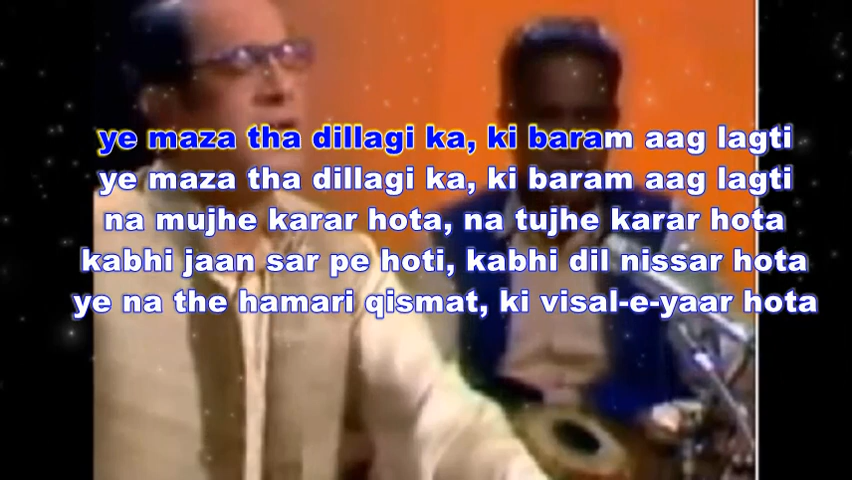 ye maza tha dillagi ka, ki baram aag lagti
ye maza tha dillagi ka, ki baram aag lagti
na mujhe karar hota, na tujhe karar hota
kabhi jaan sar pe hoti, kabhi dil nissar hota
ye na the hamari qismat, ki visal-e-yaar hota